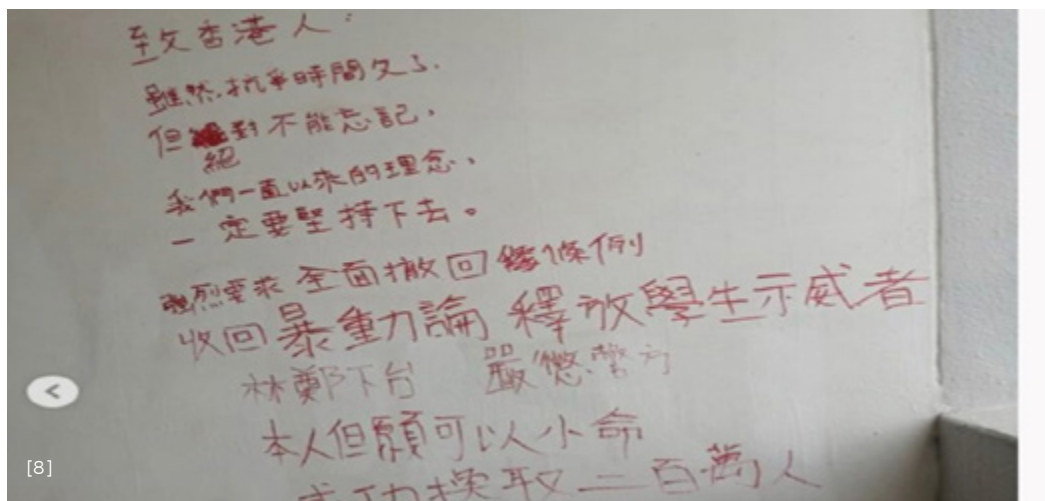 致香港人：
雖然抗爭時間久了.
但絕對不能忘記.
我們一直以來的理念.,
一定要堅持下去。
強烈要求 全面撤回條例
收回暴動論 釋放學生示威者
林鄭下台 嚴懲警方
本人但願可以小命
成功換取二百萬人
[8]